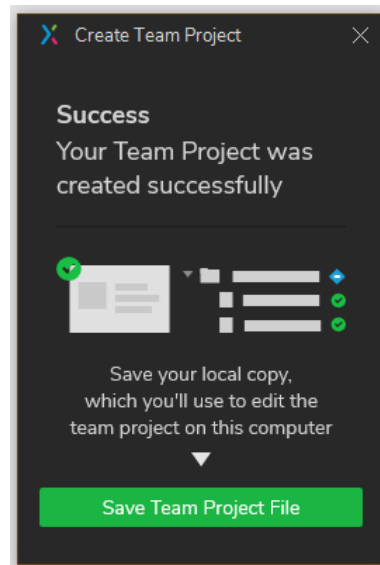 Create Team Project
Success
Your Team Project was
created successfully
Save your local copy,
which you'll use to edit the
team project on this computer
Save Team Project File